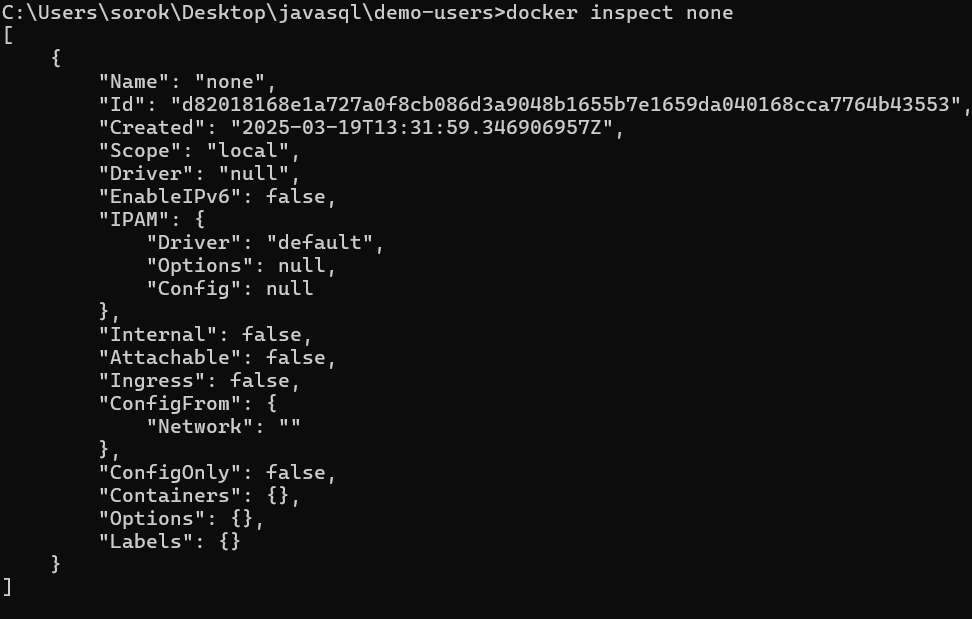 C:\Users\sorok\Desktop\javasql\demo-users>docker inspect none
[
    {
        "Name": "none",
        "Id": "d82018168e1a727a0f8cb086d3a9048b1655b7e1659da040168cca7764b43553",
        "Created": "2025-03-19T13:31:59.346906957Z",
        "Scope": "local",
        "Driver": "null",
        "EnableIPv6": false,
        "IPAM": {
            "Driver": "default",
            "Options": null,
            "Config": null
        },
        "Internal": false,
        "Attachable": false,
        "Ingress": false,
        "ConfigFrom": {
            "Network": ""
        },
        "ConfigOnly": false,
        "Containers": {},
        "Options": {},
        "Labels": {}
    }
]